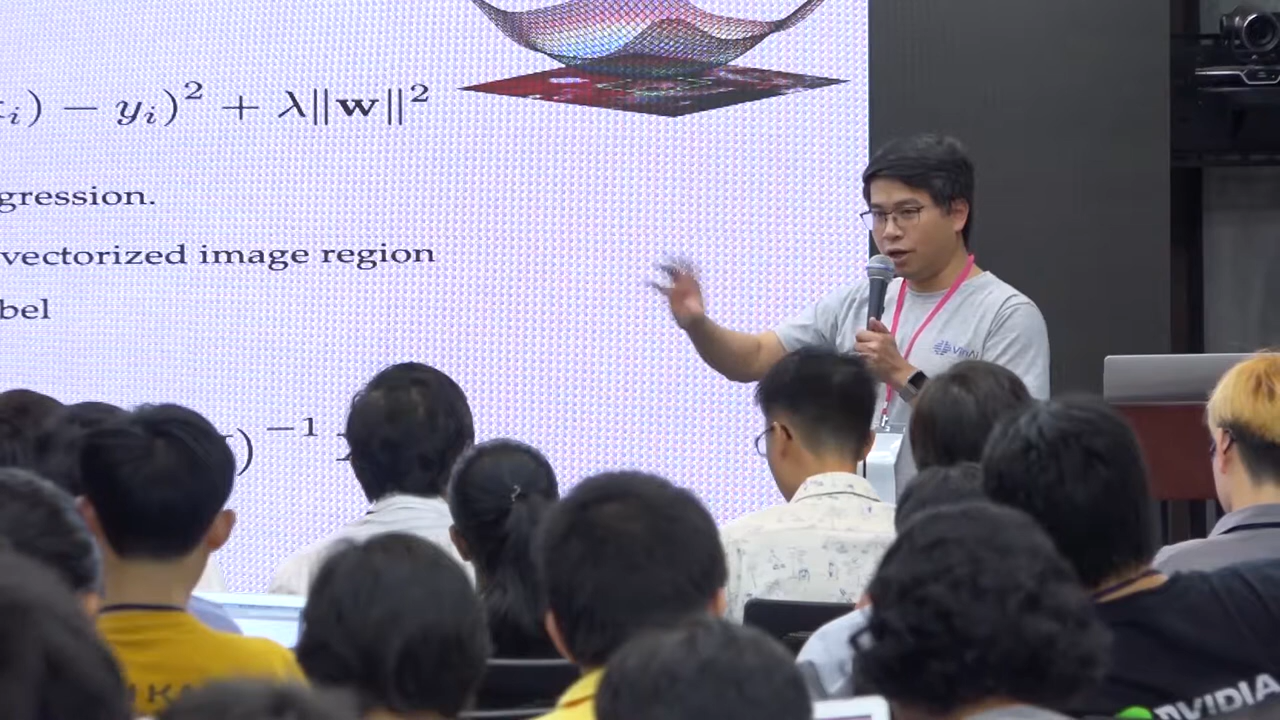 i) − yi)² + λ||w||²
gression.
vectorized image region
bel
) −1
VinAI
NVIDIA